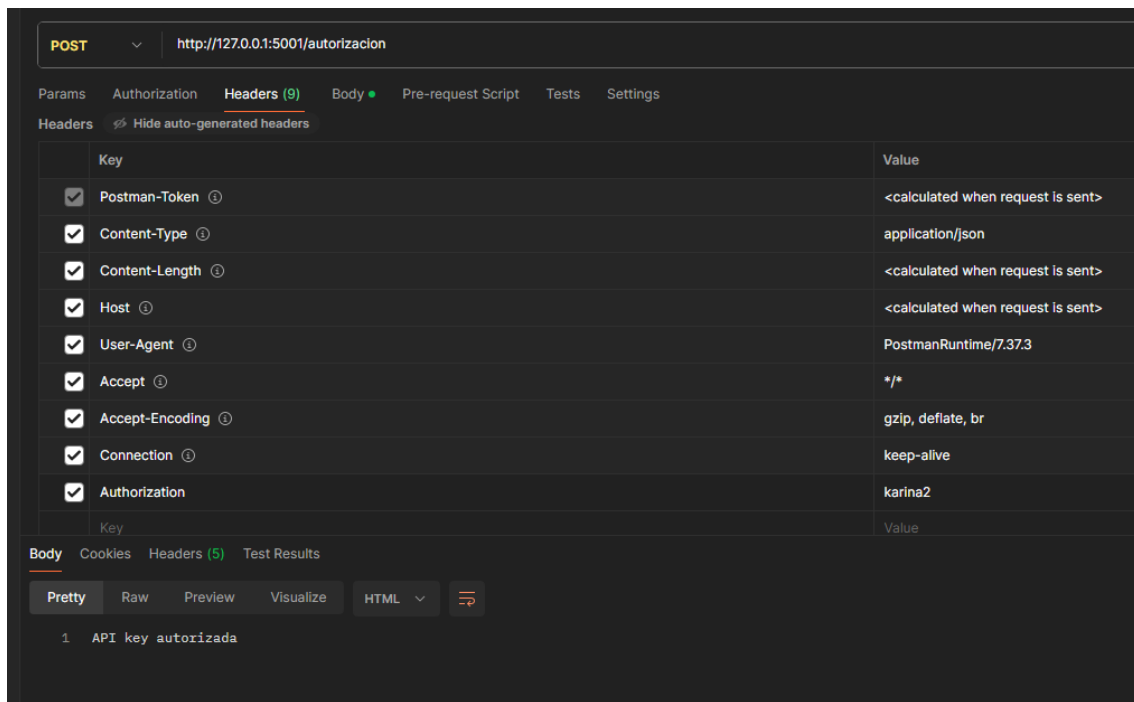 POST http://127.0.0.1:5001/autorizacion
Params Authorization Headers (9) Body Pre-request Script Tests Settings
Headers Hide auto-generated headers
Key Value
Postman-Token <calculated when request is sent>
Content-Type application/json
Content-Length <calculated when request is sent>
Host <calculated when request is sent>
User-Agent PostmanRuntime/7.37.3
Accept */*
Accept-Encoding gzip, deflate, br
Connection keep-alive
Authorization karina2
Key Value
Body Cookies Headers (5) Test Results
Pretty Raw Preview Visualize HTML
1 API key autorizada